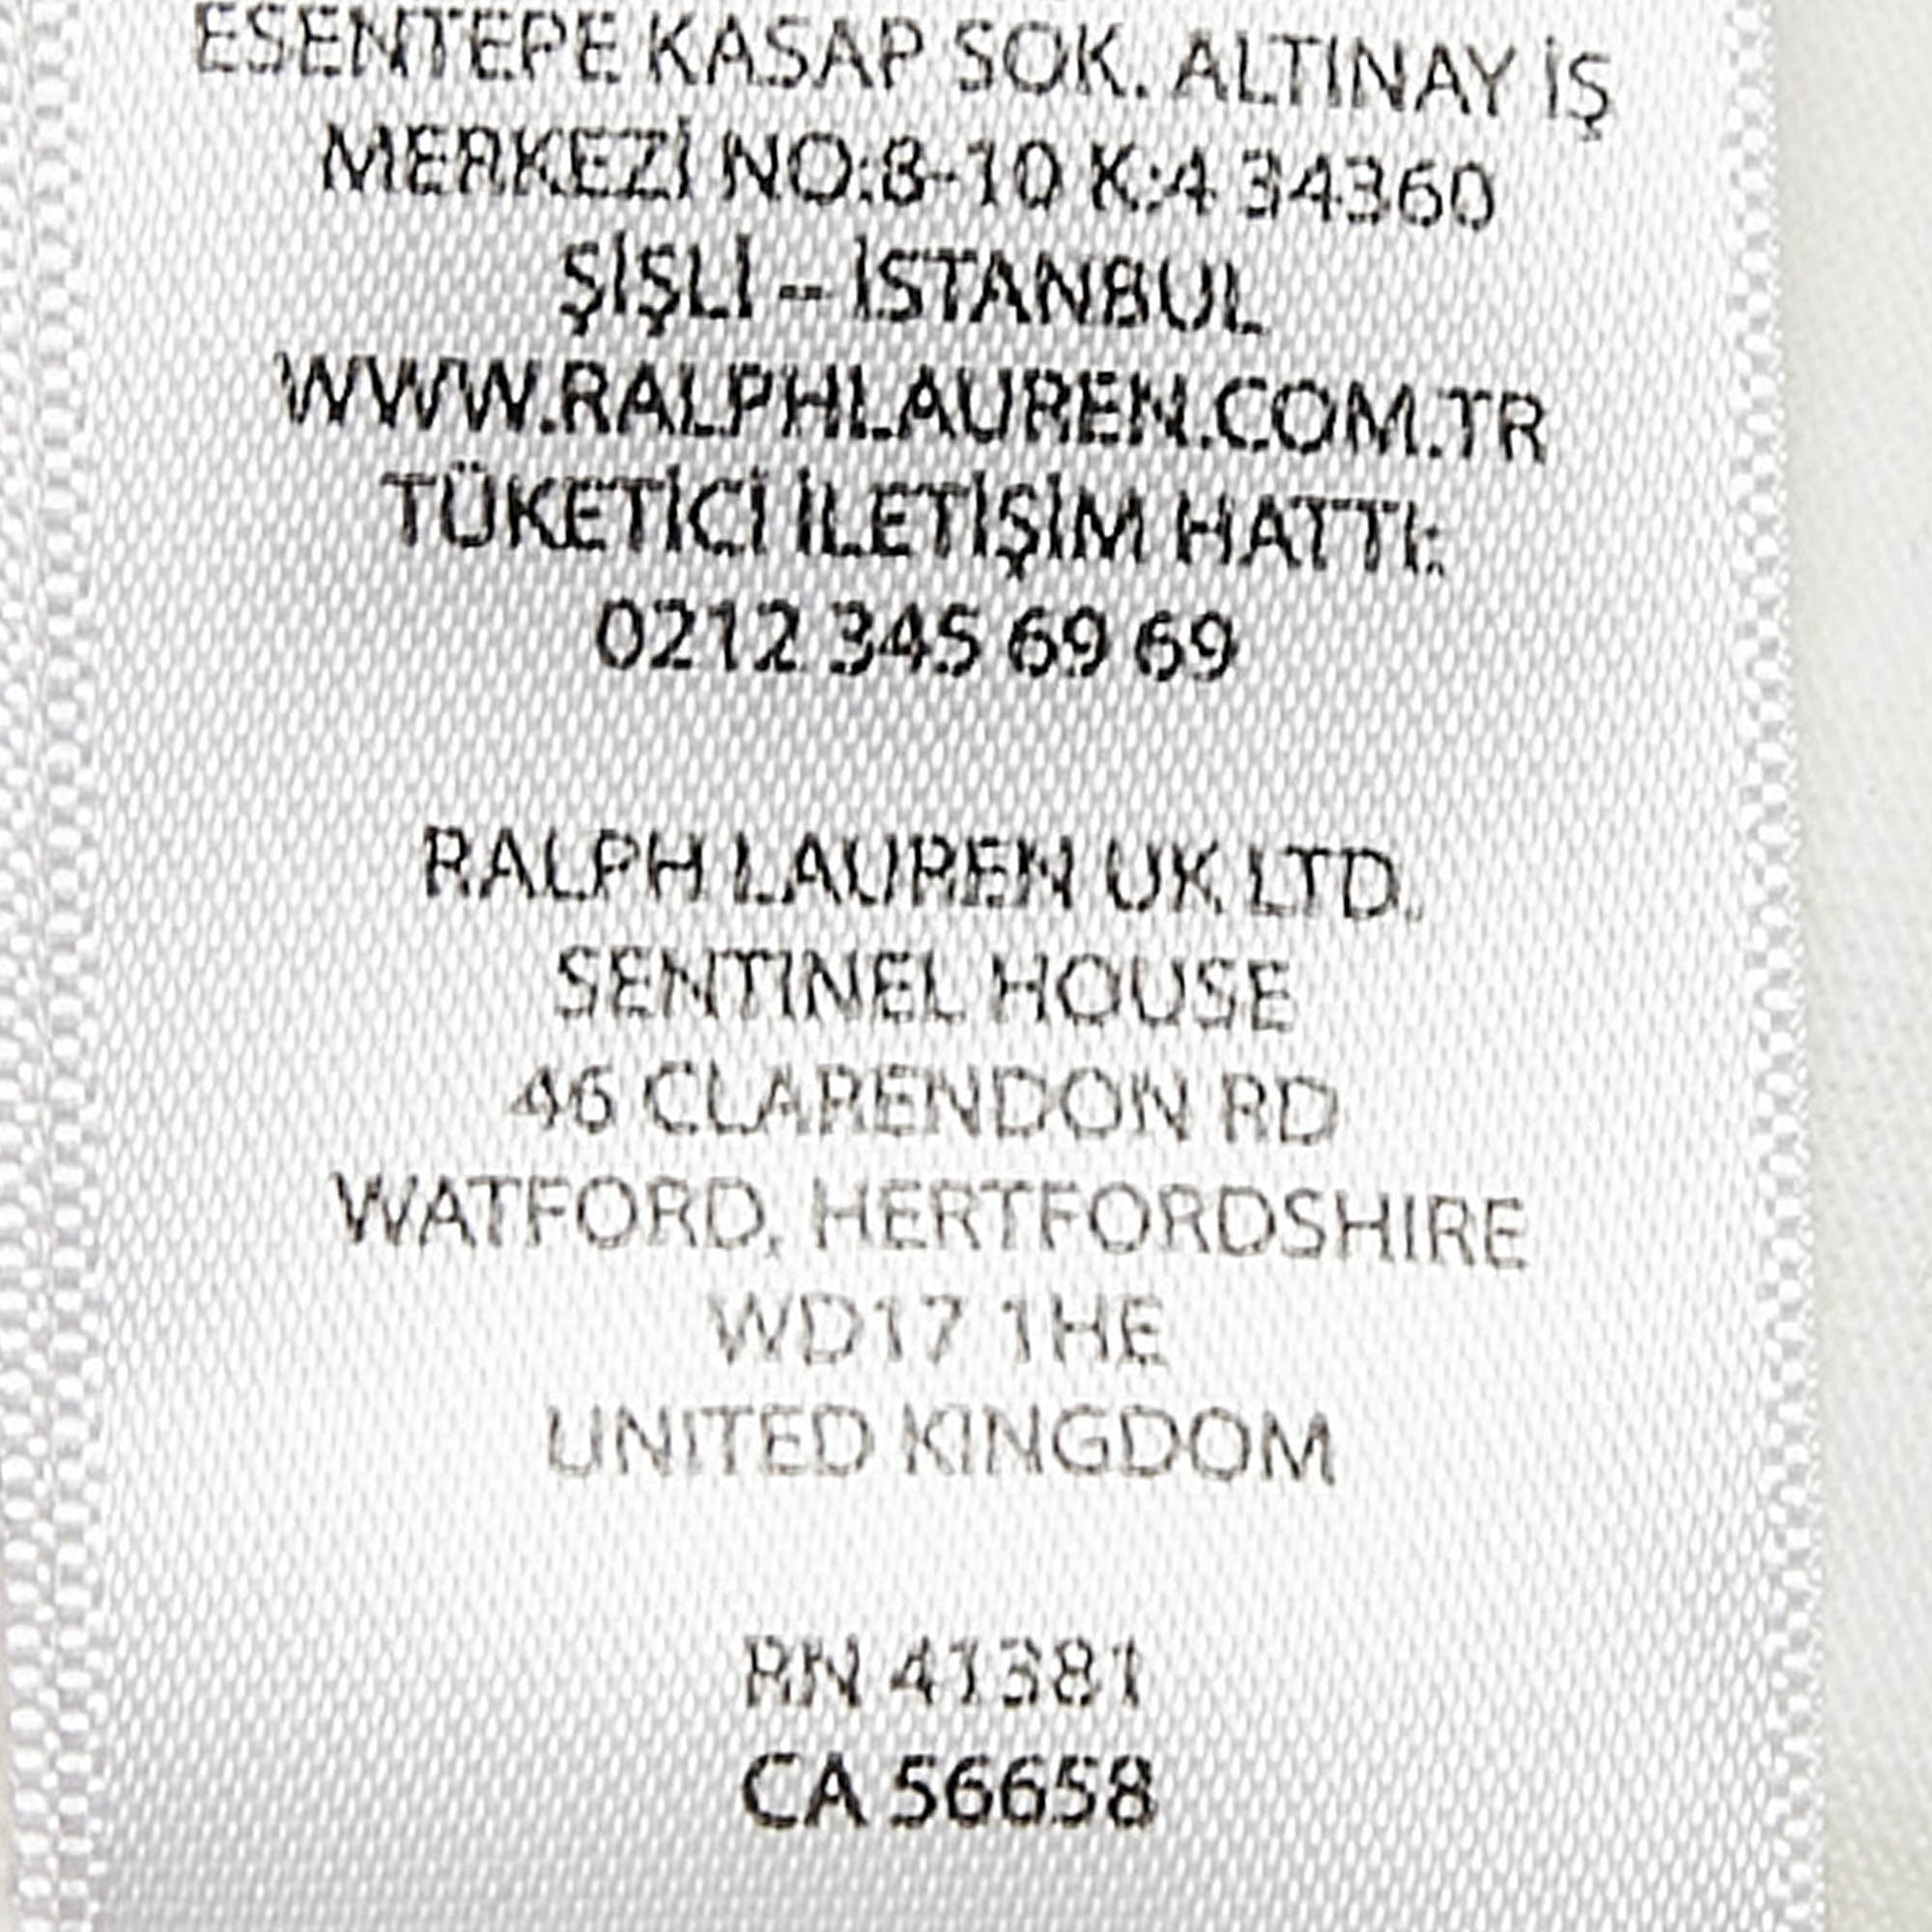 ESENTEPE KASAP SOK. ALTINAY İŞ
MERKEZİ NO:8-10 K:4 34360
ŞİŞLİ – İSTANBUL
WWW.RALPHLAUREN.COM.TR
TÜKETİCİ İLETİŞİM HATTI:
0212 345 69 69
RALPH LAUREN UK LTD.
SENTINEL HOUSE
46 CLARENDON RD
WATFORD, HERTFORDSHIRE
WD17 1HE
UNITED KINGDOM
RN 41381
CA 56658